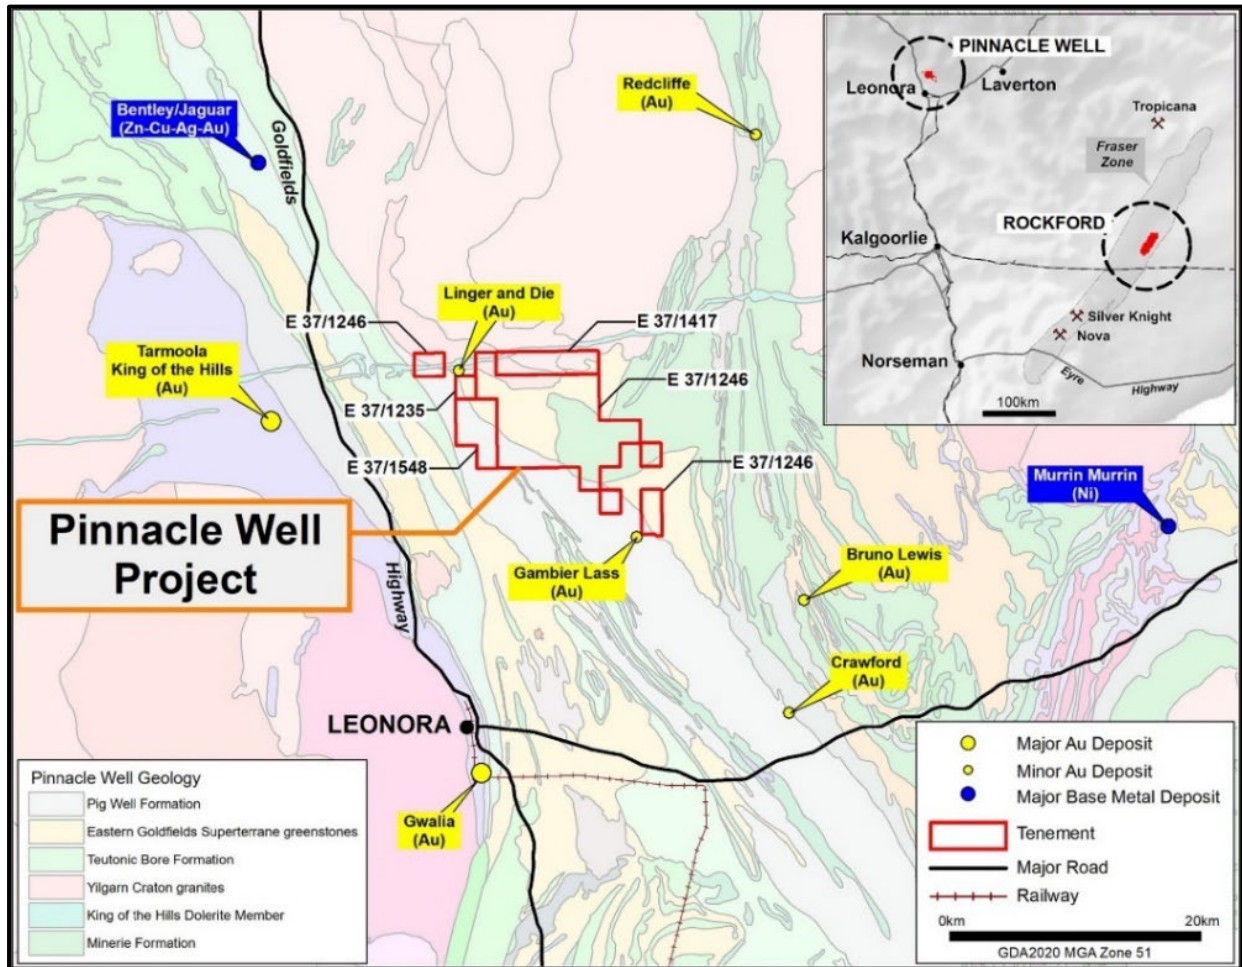 Bentley/Jaguar
(Zn-Cu-Ag-Au)
Goldfields
Redcliffe
(Au)
PINNACLE WELL
Leonora
Laverton
Tropicana
Fraser
Zone
ROCKFORD
Kalgoorlie
Silver Knight
Nova
Norseman
Eyre
Highway
100km
Linger and Die
(Au)
E 37/1246
E 37/1417
Tarmoola
King of the Hills
(Au)
E 37/1246
E 37/1235
E 37/1548
E 37/1246
Murrin Murrin
(Ni)
Pinnacle Well
Project
Highway
Gambier Lass
(Au)
Bruno Lewis
(Au)
Crawford
(Au)
LEONORA
Gwalia
(Au)
Pinnacle Well Geology
Pig Well Formation
Eastern Goldfields Superterrane greenstones
Teutonic Bore Formation
Yilgarn Craton granites
King of the Hills Dolerite Member
Minerie Formation
Major Au Deposit
Minor Au Deposit
Major Base Metal Deposit
Tenement
Major Road
Railway
0km 20km
GDA2020 MGA Zone 51